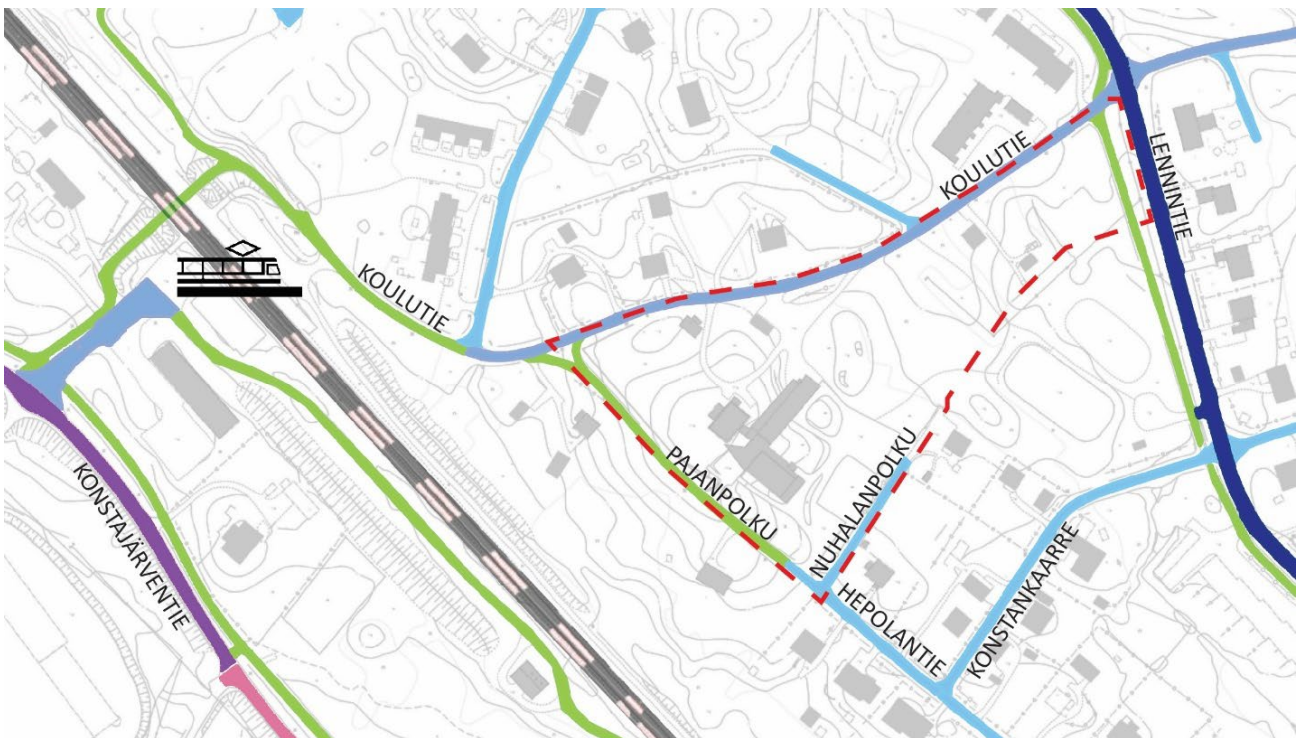 KOULUTIE
LENNINTIE
KOULUTIE
PAJANPOLKU
NUHALANPOLKU
HEPOLANTIE
KONSTANKAARRE
KONSTAJÄRVENTIE